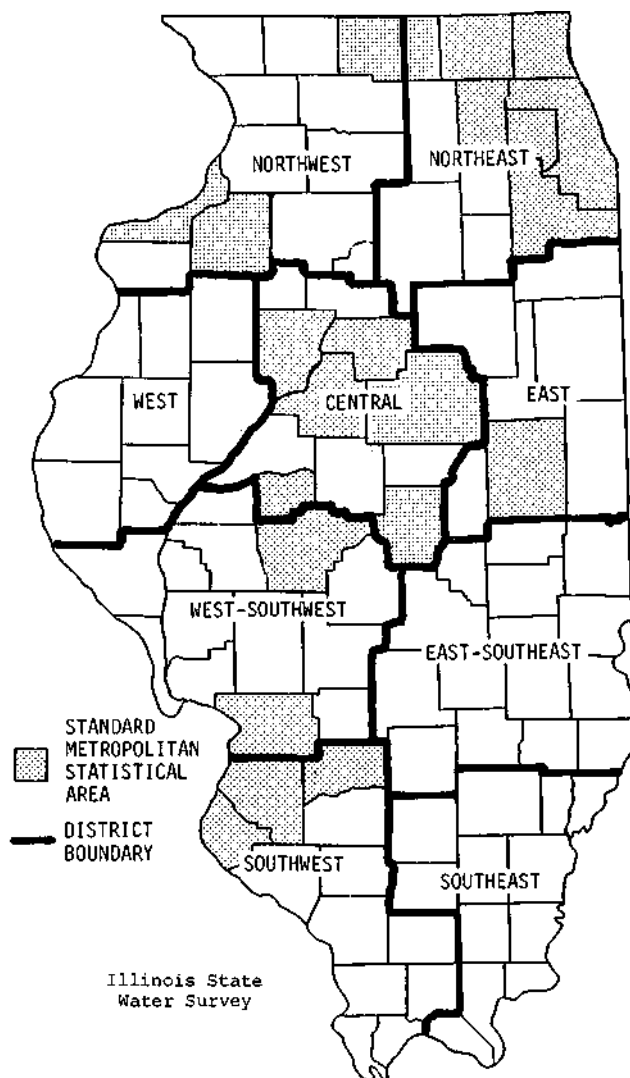 NORTHWEST
NORTHEAST
WEST
CENTRAL
EAST
WEST-SOUTHWEST
EAST-SOUTHEAST
STANDARD
METROPOLITAN
STATISTICAL
AREA
DISTRICT
BOUNDARY
SOUTHWEST
SOUTHEAST
Illinois State
Water Survey